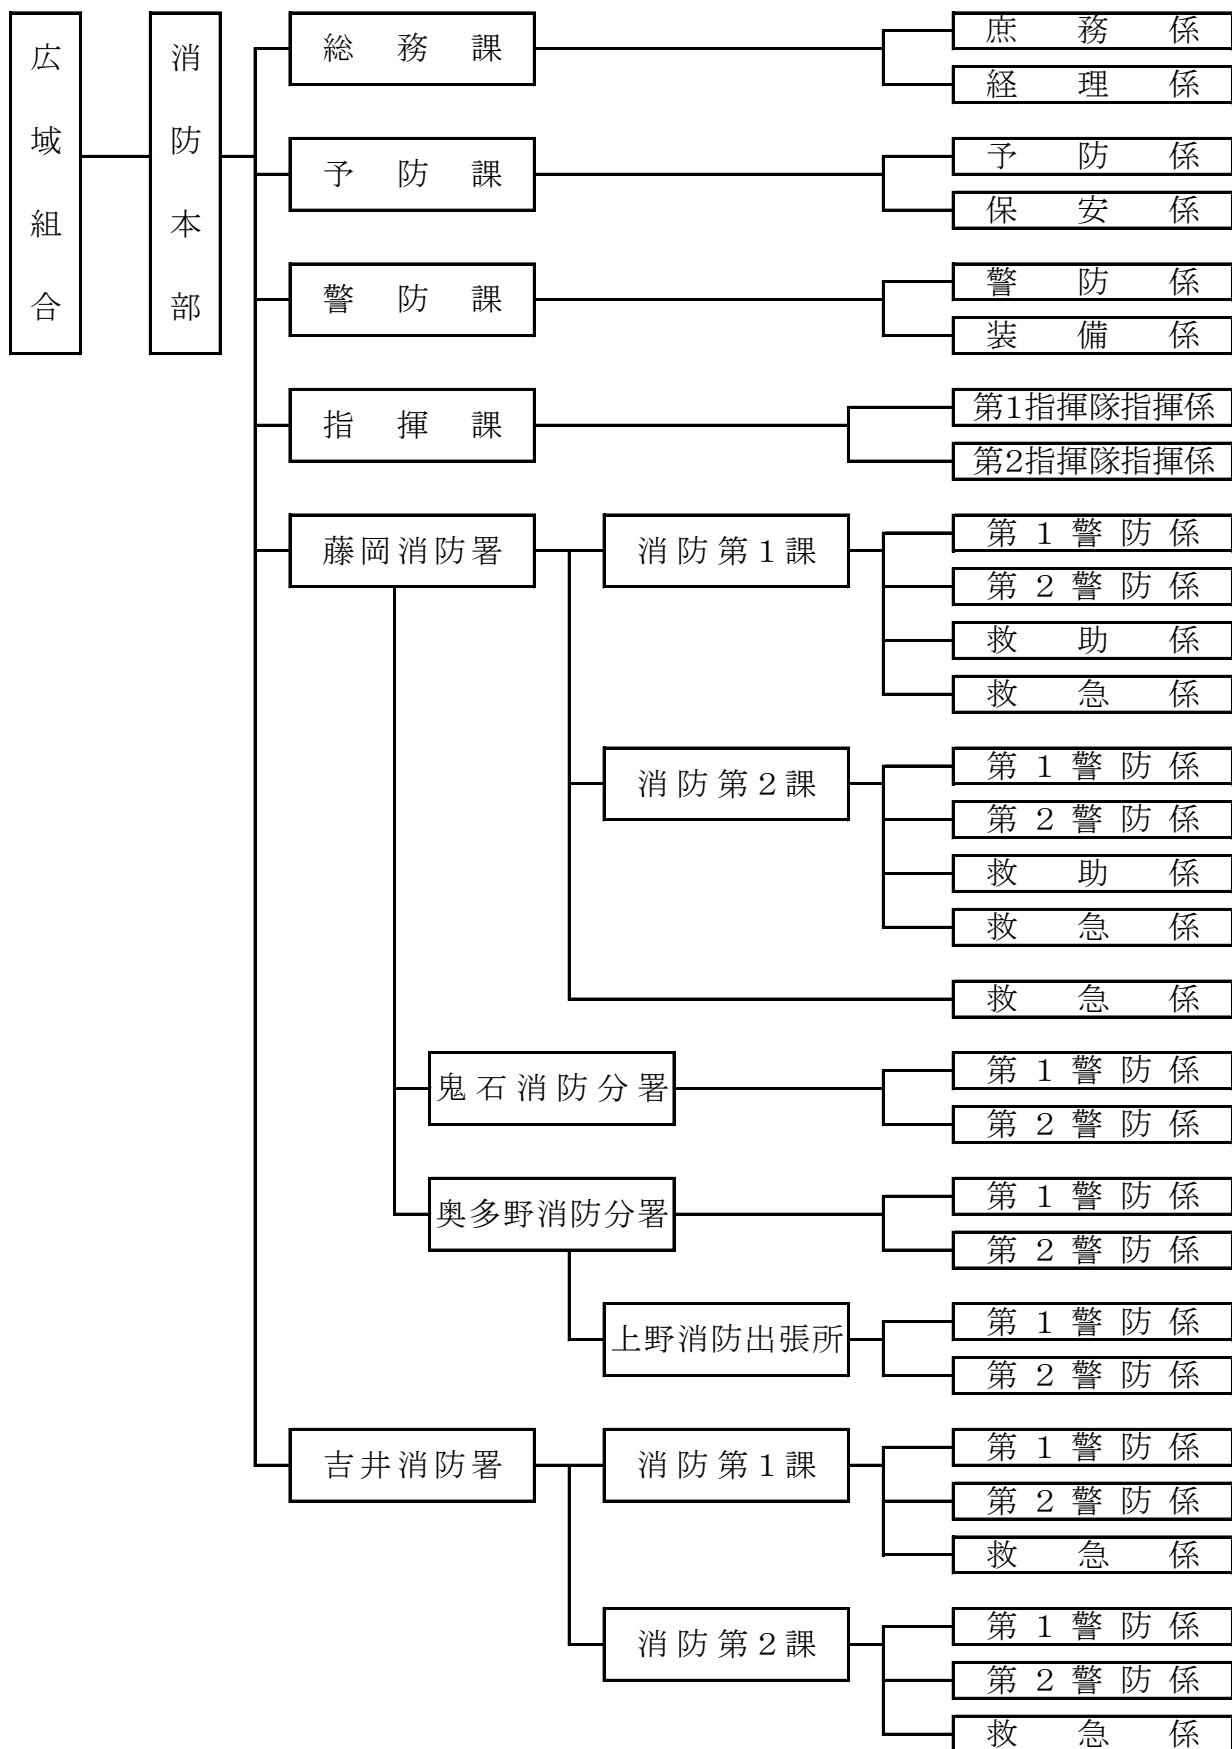 広域組合
消防本部
総務課
庶務係
経理係
予防課
予防係
保安係
警防課
警防係
装備係
指揮課
第1指揮隊指揮係
第2指揮隊指揮係
藤岡消防署
消防第１課
第１警防係
第２警防係
救助係
救急係
消防第２課
第１警防係
第２警防係
救助係
救急係
救急係
鬼石消防分署
第１警防係
第２警防係
奥多野消防分署
第１警防係
第２警防係
上野消防出張所
第１警防係
第２警防係
吉井消防署
消防第１課
第１警防係
第２警防係
救急係
消防第２課
第１警防係
第２警防係
救急係